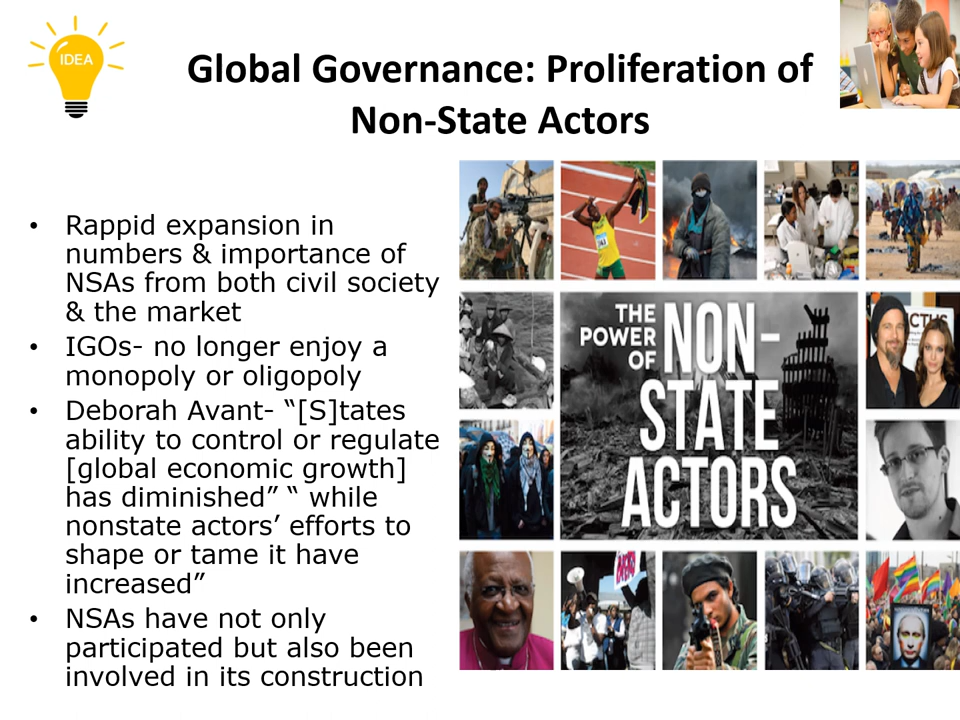 IDEA
Global Governance: Proliferation of
Non-State Actors
• Rappid expansion in
numbers & importance of
NSAs from both civil society
& the market
• IGOs- no longer enjoy a
monopoly or oligopoly
• Deborah Avant- “[S]tates
ability to control or regulate
[global economic growth]
has diminished” “ while
nonstate actors’ efforts to
shape or tame it have
increased”
• NSAs have not only
participated but also been
involved in its construction
THE
POWER
OF
NON-
STATE
ACTORS